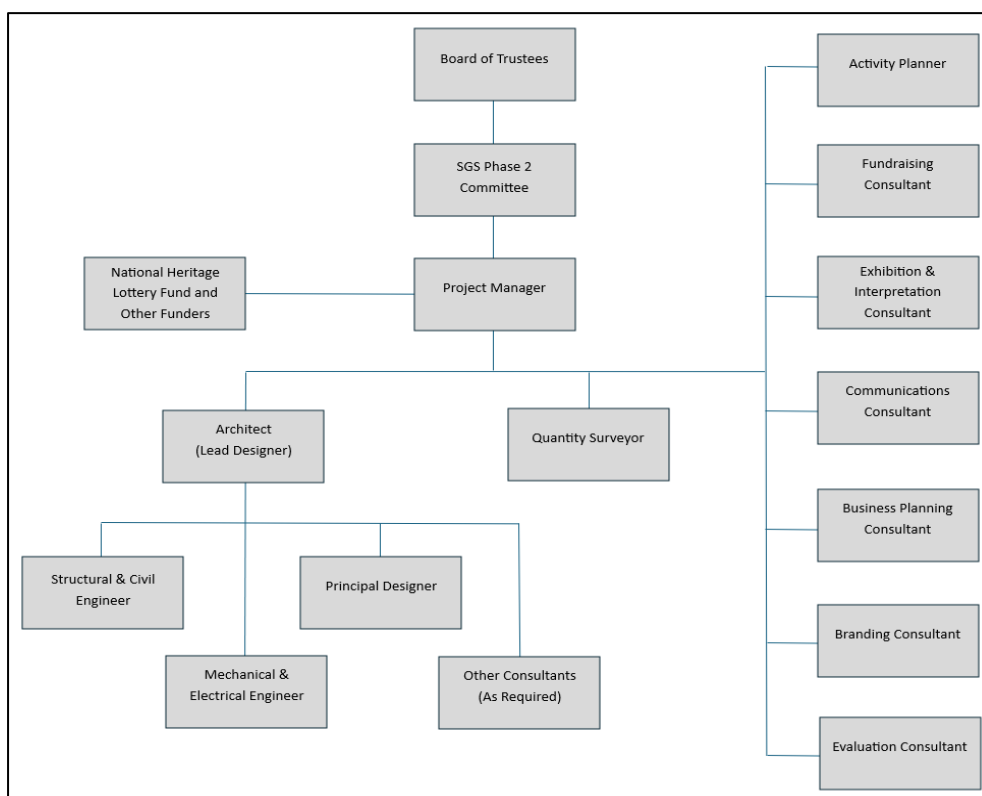 Board of Trustees
SGS Phase 2
Committee
National Heritage
Lottery Fund and
Other Funders
Project Manager
Architect
(Lead Designer)
Quantity Surveyor
Structural & Civil
Engineer
Principal Designer
Mechanical &
Electrical Engineer
Other Consultants
(As Required)
Activity Planner
Fundraising
Consultant
Exhibition &
Interpretation
Consultant
Communications
Consultant
Business Planning
Consultant
Branding Consultant
Evaluation Consultant